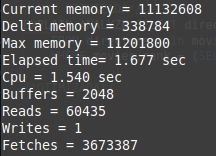 Current memory = 11132608
Delta memory = 338784
Max memory = 11201800
Elapsed time= 1.677 sec
Cpu = 1.540 sec
Buffers = 2048
Reads = 60435
Writes = 1
Fetches = 3673387